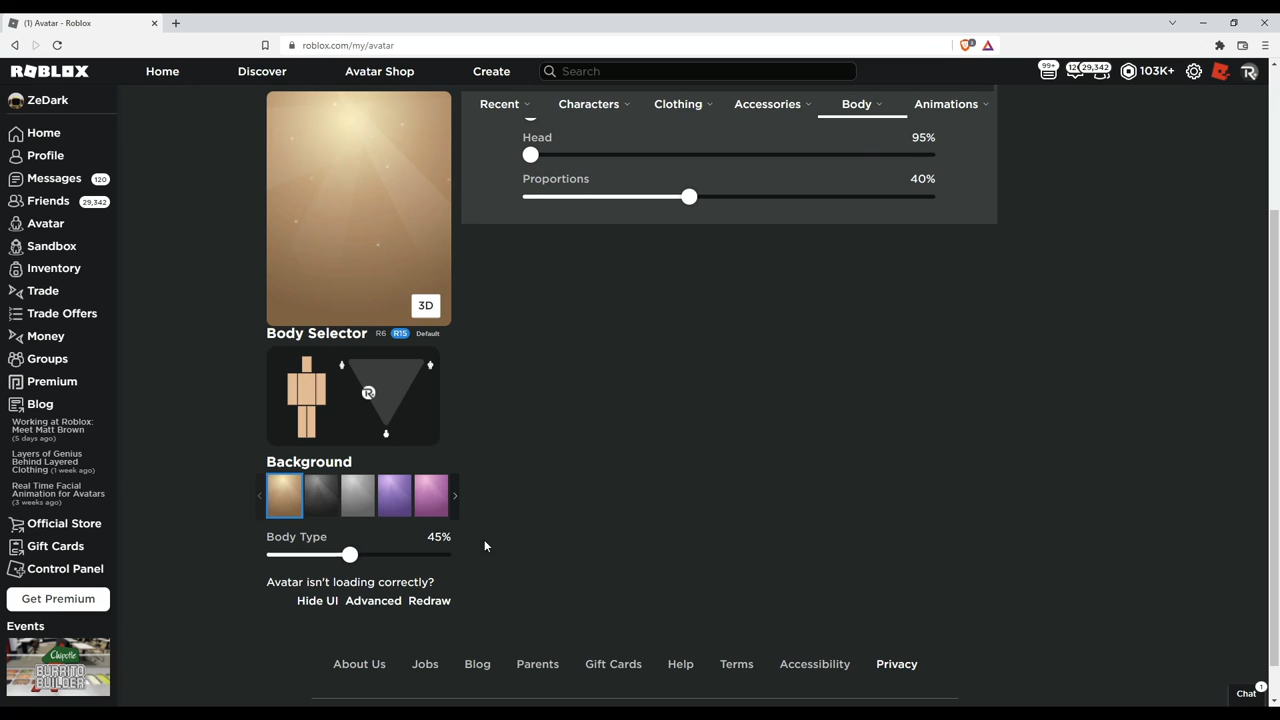 (1) Avatar - Roblox
roblox.com/my/avatar
ROBLOX
Home
Discover
Avatar Shop
Create
Search
99+
29,342
103K+
ZeDark
Home
Profile
Messages 120
Friends 29,342
Avatar
Sandbox
Inventory
Trade
Trade Offers
Money
Groups
Premium
Blog
Working at Roblox:
Meet Matt Brown
(5 days ago)
Layers of Genius
Behind Layered
Clothing (1 week ago)
Real Time Facial
Animation for Avatars
(3 weeks ago)
Official Store
Gift Cards
Control Panel
Get Premium
Events
Chipotle
BURRITO
BUILDER
Recent
Characters
Clothing
Accessories
Body
Animations
Head 95%
Proportions 40%
3D
Body Selector R6 R15 Default
Background
Body Type 45%
Avatar isn't loading correctly?
Hide UI Advanced Redraw
About Us
Jobs
Blog
Parents
Gift Cards
Help
Terms
Accessibility
Privacy
Chat 1